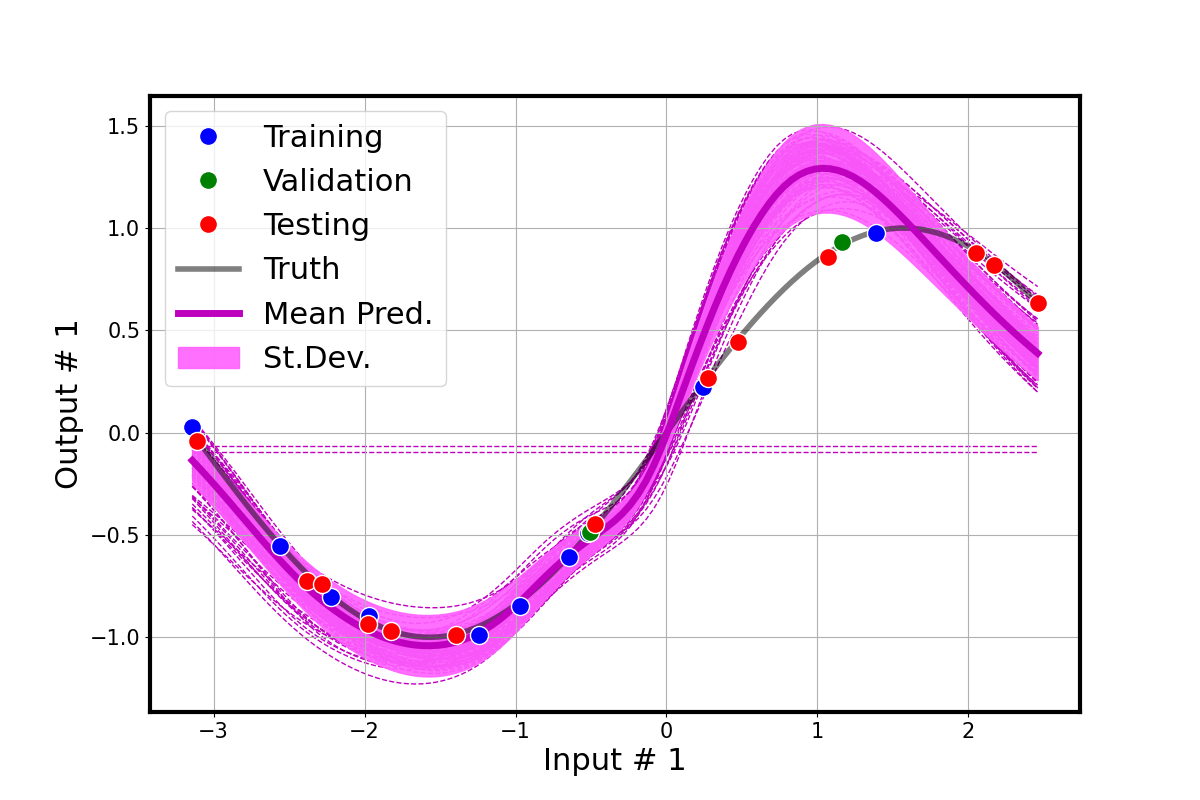 Training
Validation
Testing
Truth
Mean Pred.
St.Dev.
1.5
1.0
0.5
0.0
−0.5
−1.0
Output # 1
−3
−2
−1
0
1
2
Input # 1